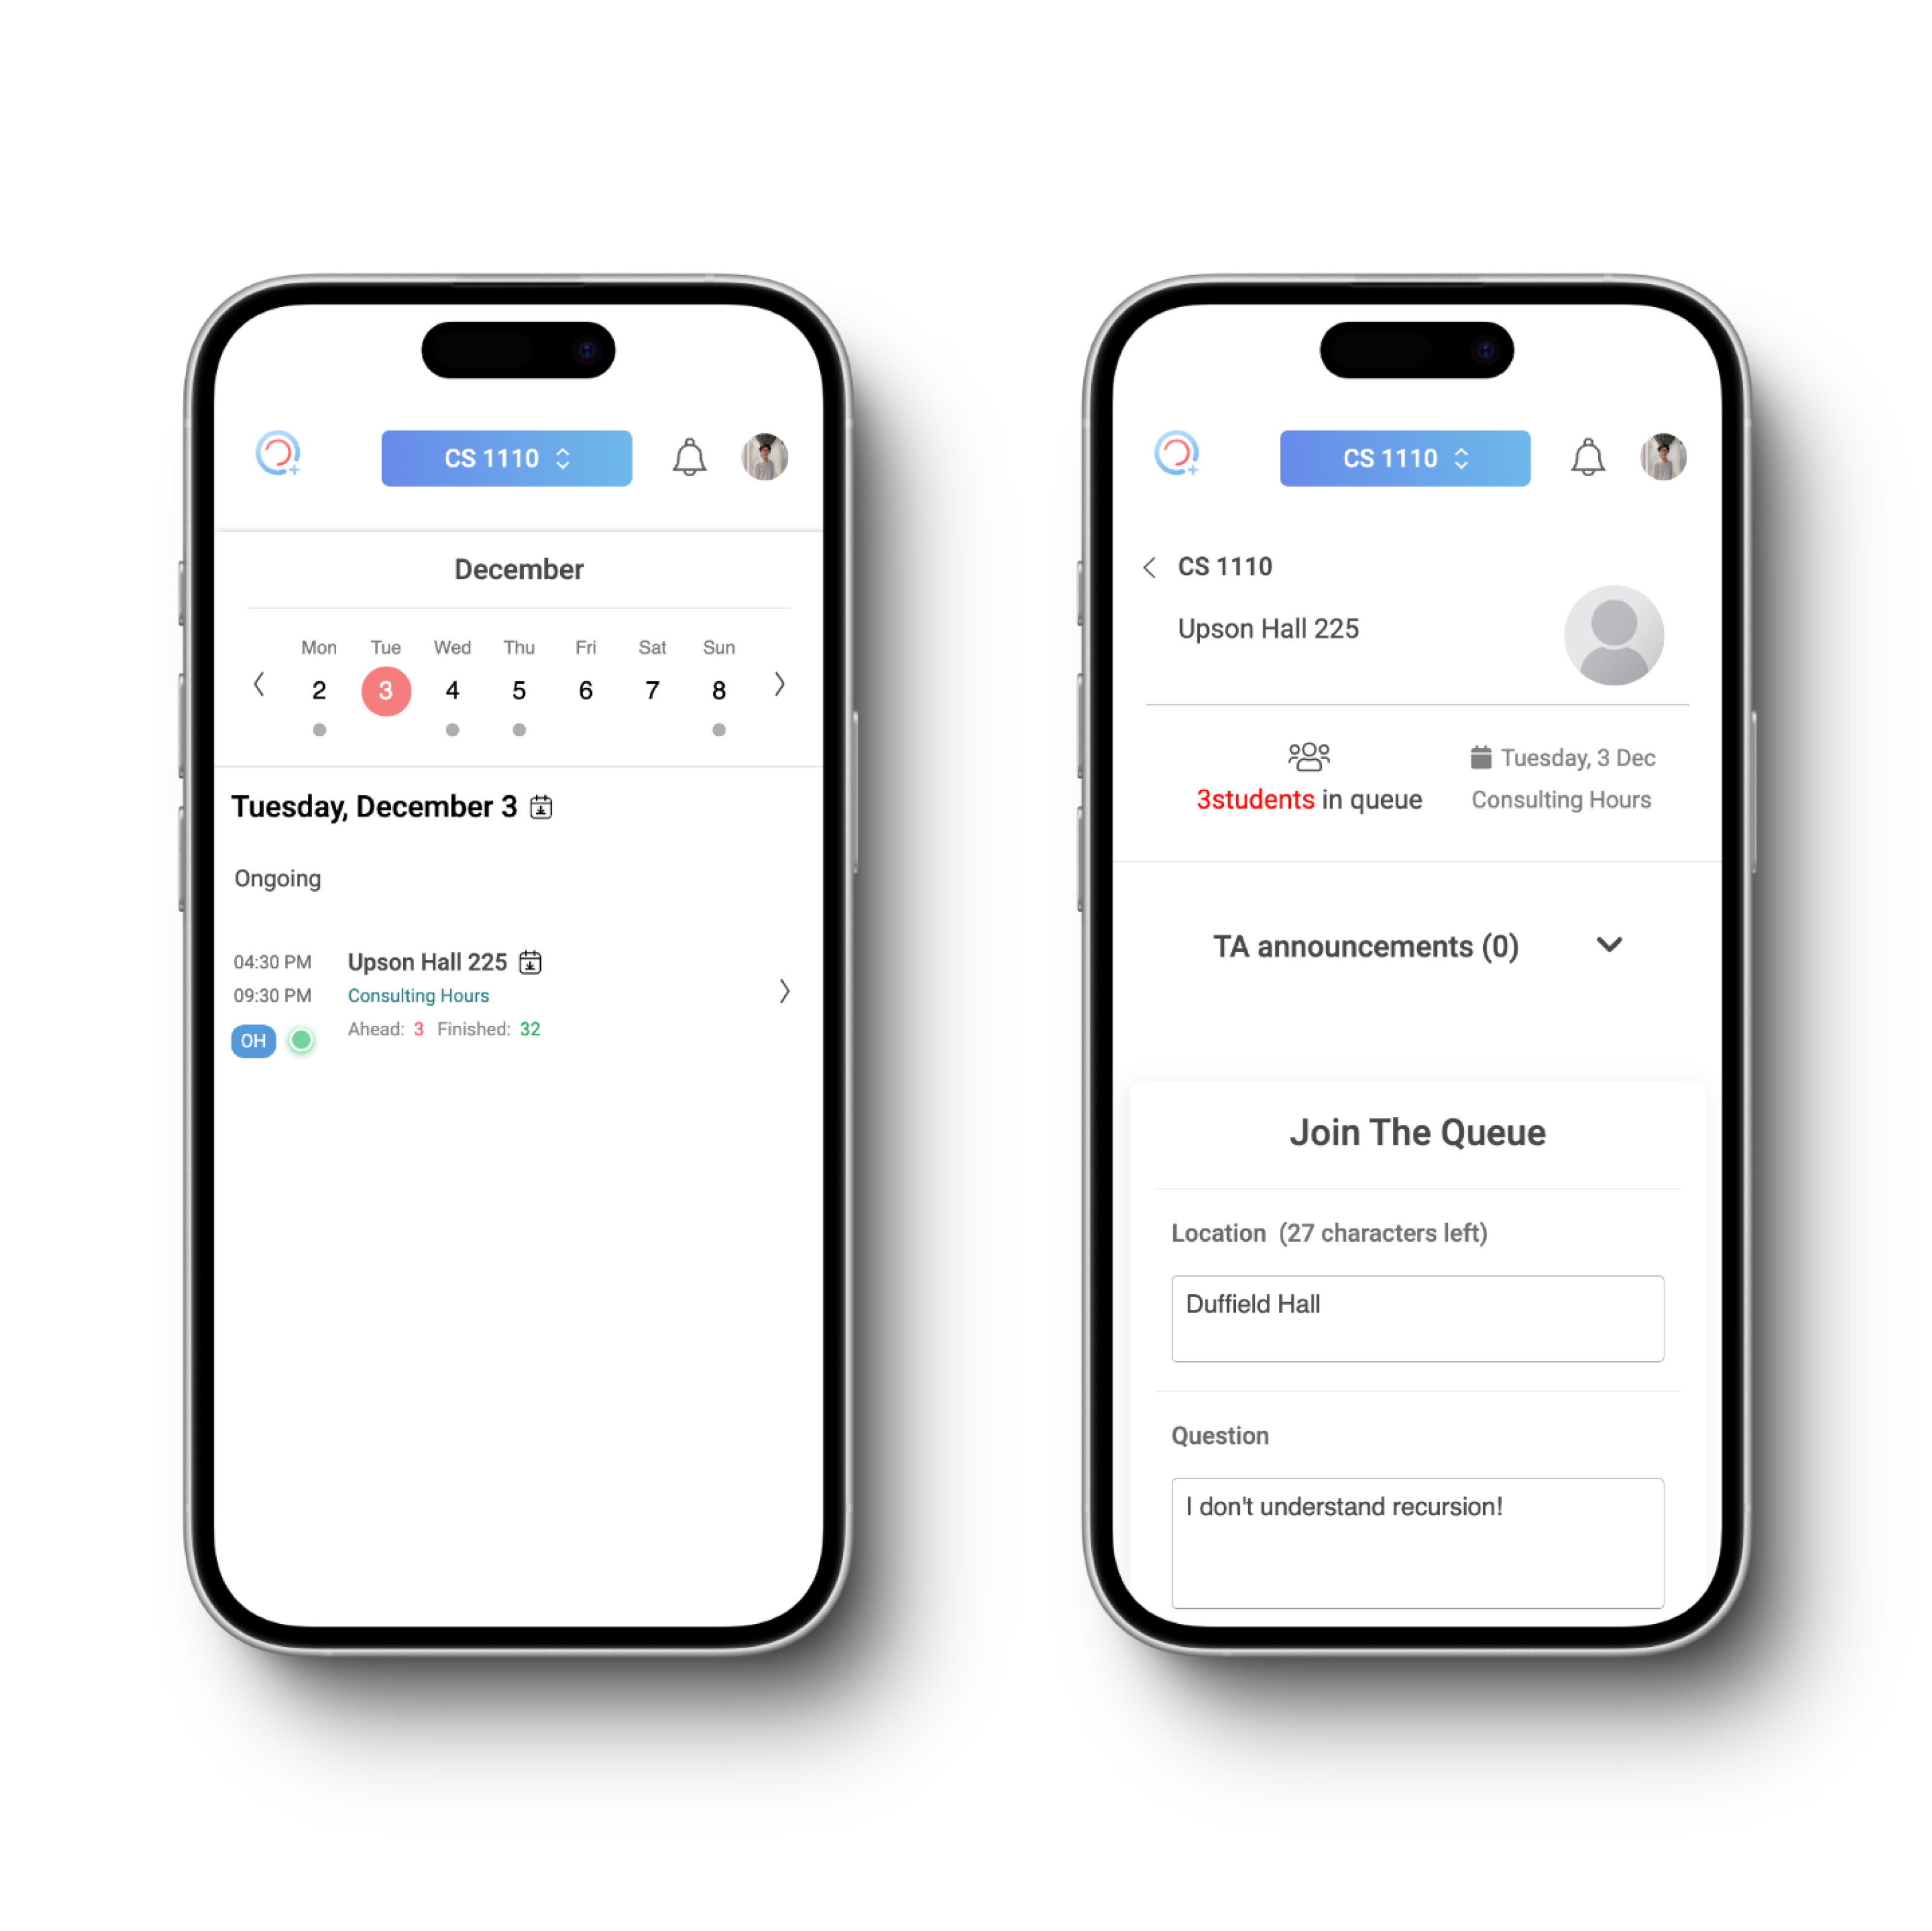 CS 1110
December
Mon Tue Wed Thu Fri Sat Sun
2 3 4 5 6 7 8
Tuesday, December 3
Ongoing
04:30 PM Upson Hall 225
09:30 PM Consulting Hours
OH Ahead: 3 Finished: 32
CS 1110
CS 1110
Upson Hall 225
Tuesday, 3 Dec
3students in queue Consulting Hours
TA announcements (0)
Join The Queue
Location (27 characters left)
Duffield Hall
Question
I don't understand recursion!